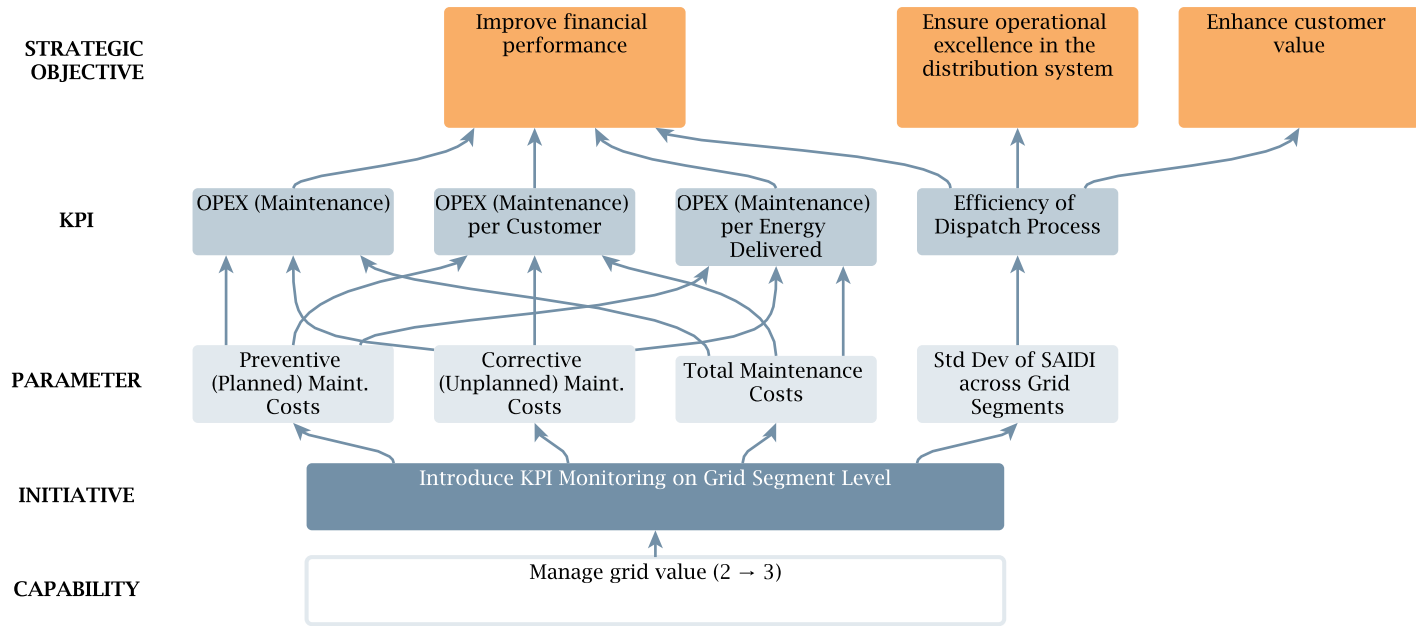 STRATEGIC
OBJECTIVE
Improve financial
performance
Ensure operational
excellence in the
distribution system
Enhance customer
value
KPI
OPEX (Maintenance)
OPEX (Maintenance)
per Customer
OPEX (Maintenance)
per Energy
Delivered
Efficiency of
Dispatch Process
PARAMETER
Preventive
(Planned) Maint.
Costs
Corrective
(Unplanned) Maint.
Costs
Total Maintenance
Costs
Std Dev of SAIDI
across Grid
Segments
INITIATIVE
Introduce KPI Monitoring on Grid Segment Level
CAPABILITY
Manage grid value (2 → 3)